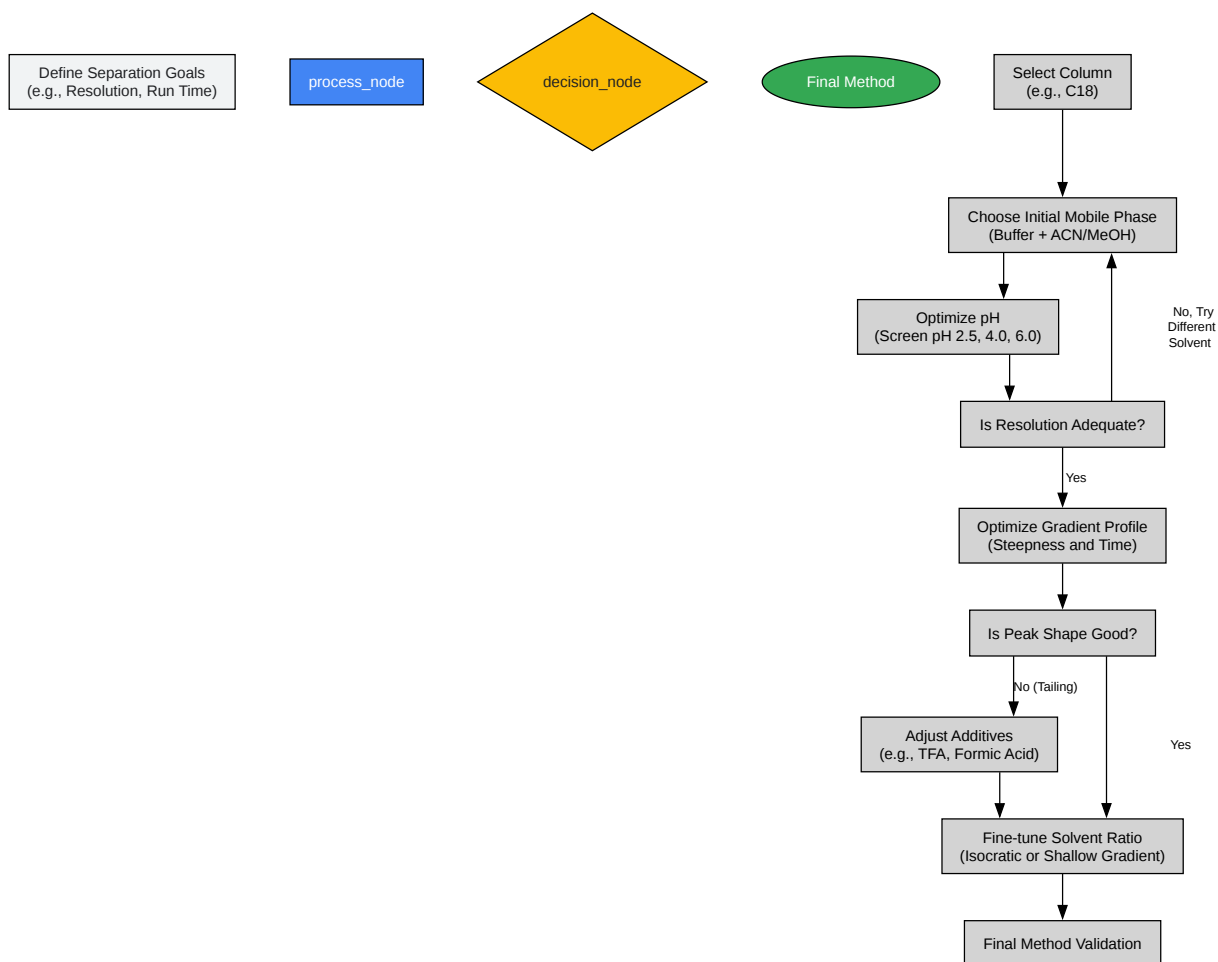 Define Separation Goals
(e.g., Resolution, Run Time)
process_node
decision_node
Final Method
Select Column
(e.g., C18)
Choose Initial Mobile Phase
(Buffer + ACN/MeOH)
No, Try
Different
Solvent
Optimize pH
(Screen pH 2.5, 4.0, 6.0)
Is Resolution Adequate?
Yes
Optimize Gradient Profile
(Steepness and Time)
Is Peak Shape Good?
No (Tailing)
Adjust Additives
(e.g., TFA, Formic Acid)
Yes
Fine-tune Solvent Ratio
(Isocratic or Shallow Gradient)
Final Method Validation